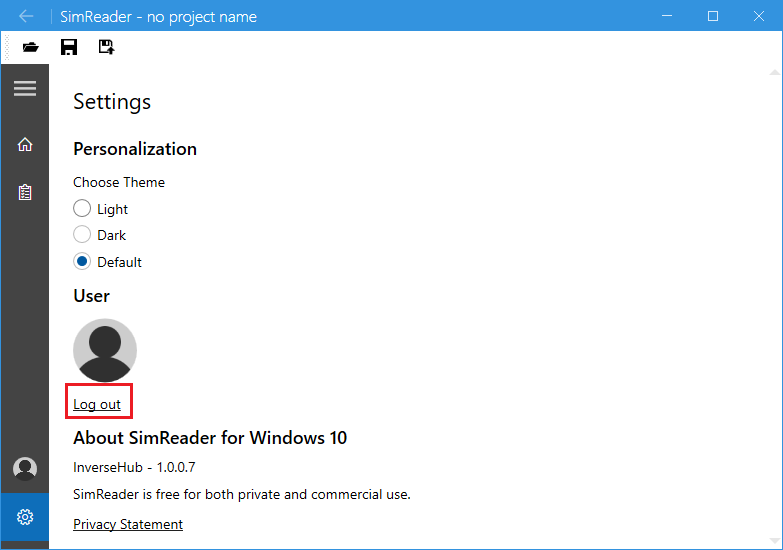 SimReader - no project name
Settings
Personalization
Choose Theme
Light
Dark
Default
User
Log out
About SimReader for Windows 10
InverseHub - 1.0.0.7
SimReader is free for both private and commercial use.
Privacy Statement